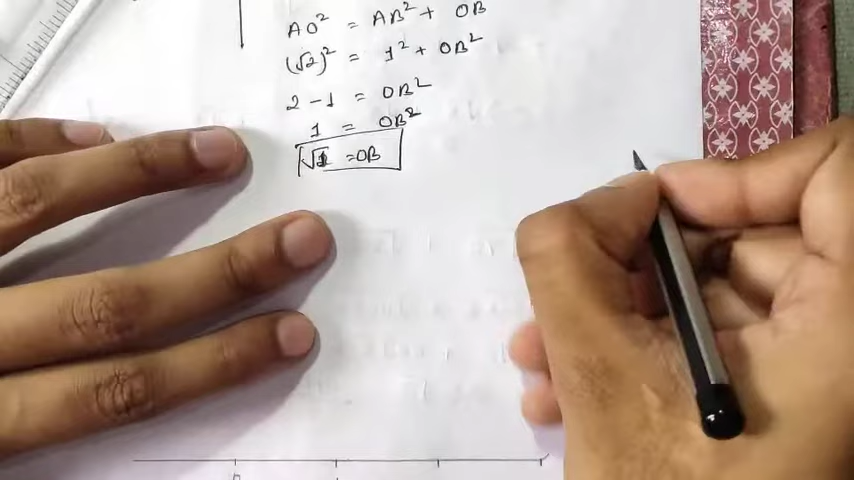 AO² = AB² + OB
(√2)² = 1² + OB²
2 - 1 = OB²
1 = OB²
√1 = OB